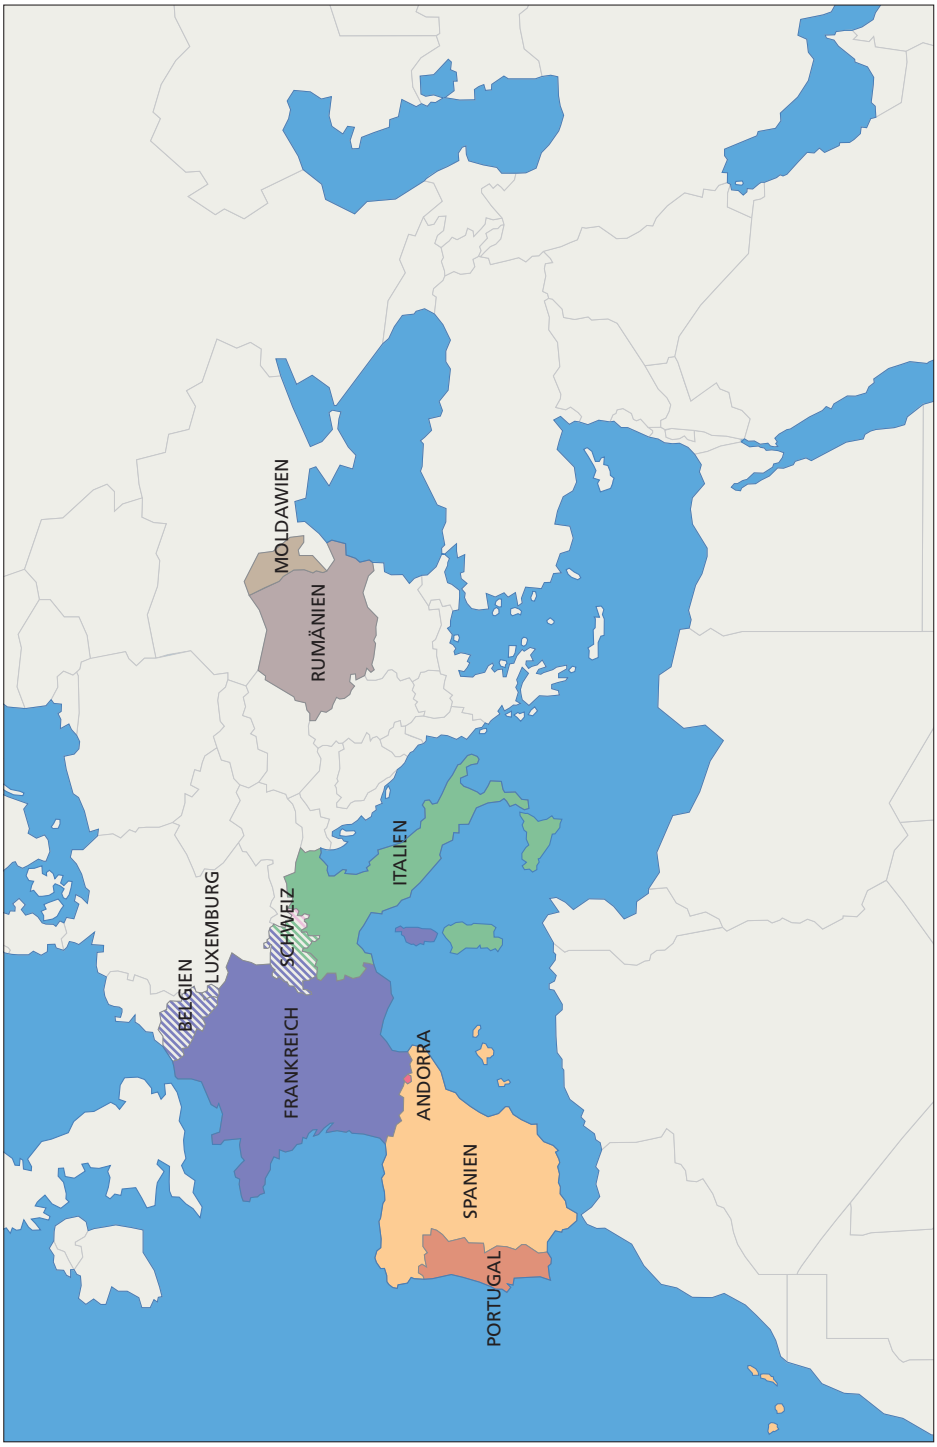 BELGIEN
LUXEMBURG
FRANKREICH
SCHWEIZ
MOLDAWIEN
RUMÄNIEN
ITALIEN
ANDORRA
SPANIEN
PORTUGAL